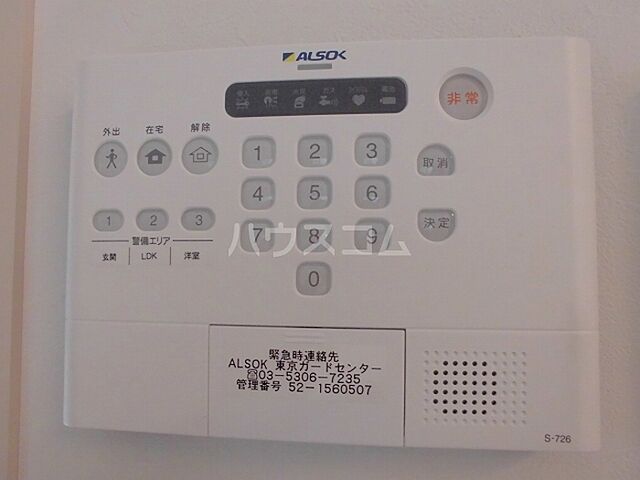 ALSOK
非常
外出 在宅 解除
1 2 3
取消
4 5 6
1 2 3
警備エリア
玄関 LDK 洋室
7 8 9
決定
0
ハウスコム
緊急時連絡先
ALSOK 東京ガードセンター
☎03-5306-7235
管理番号 52-1560507
S-726